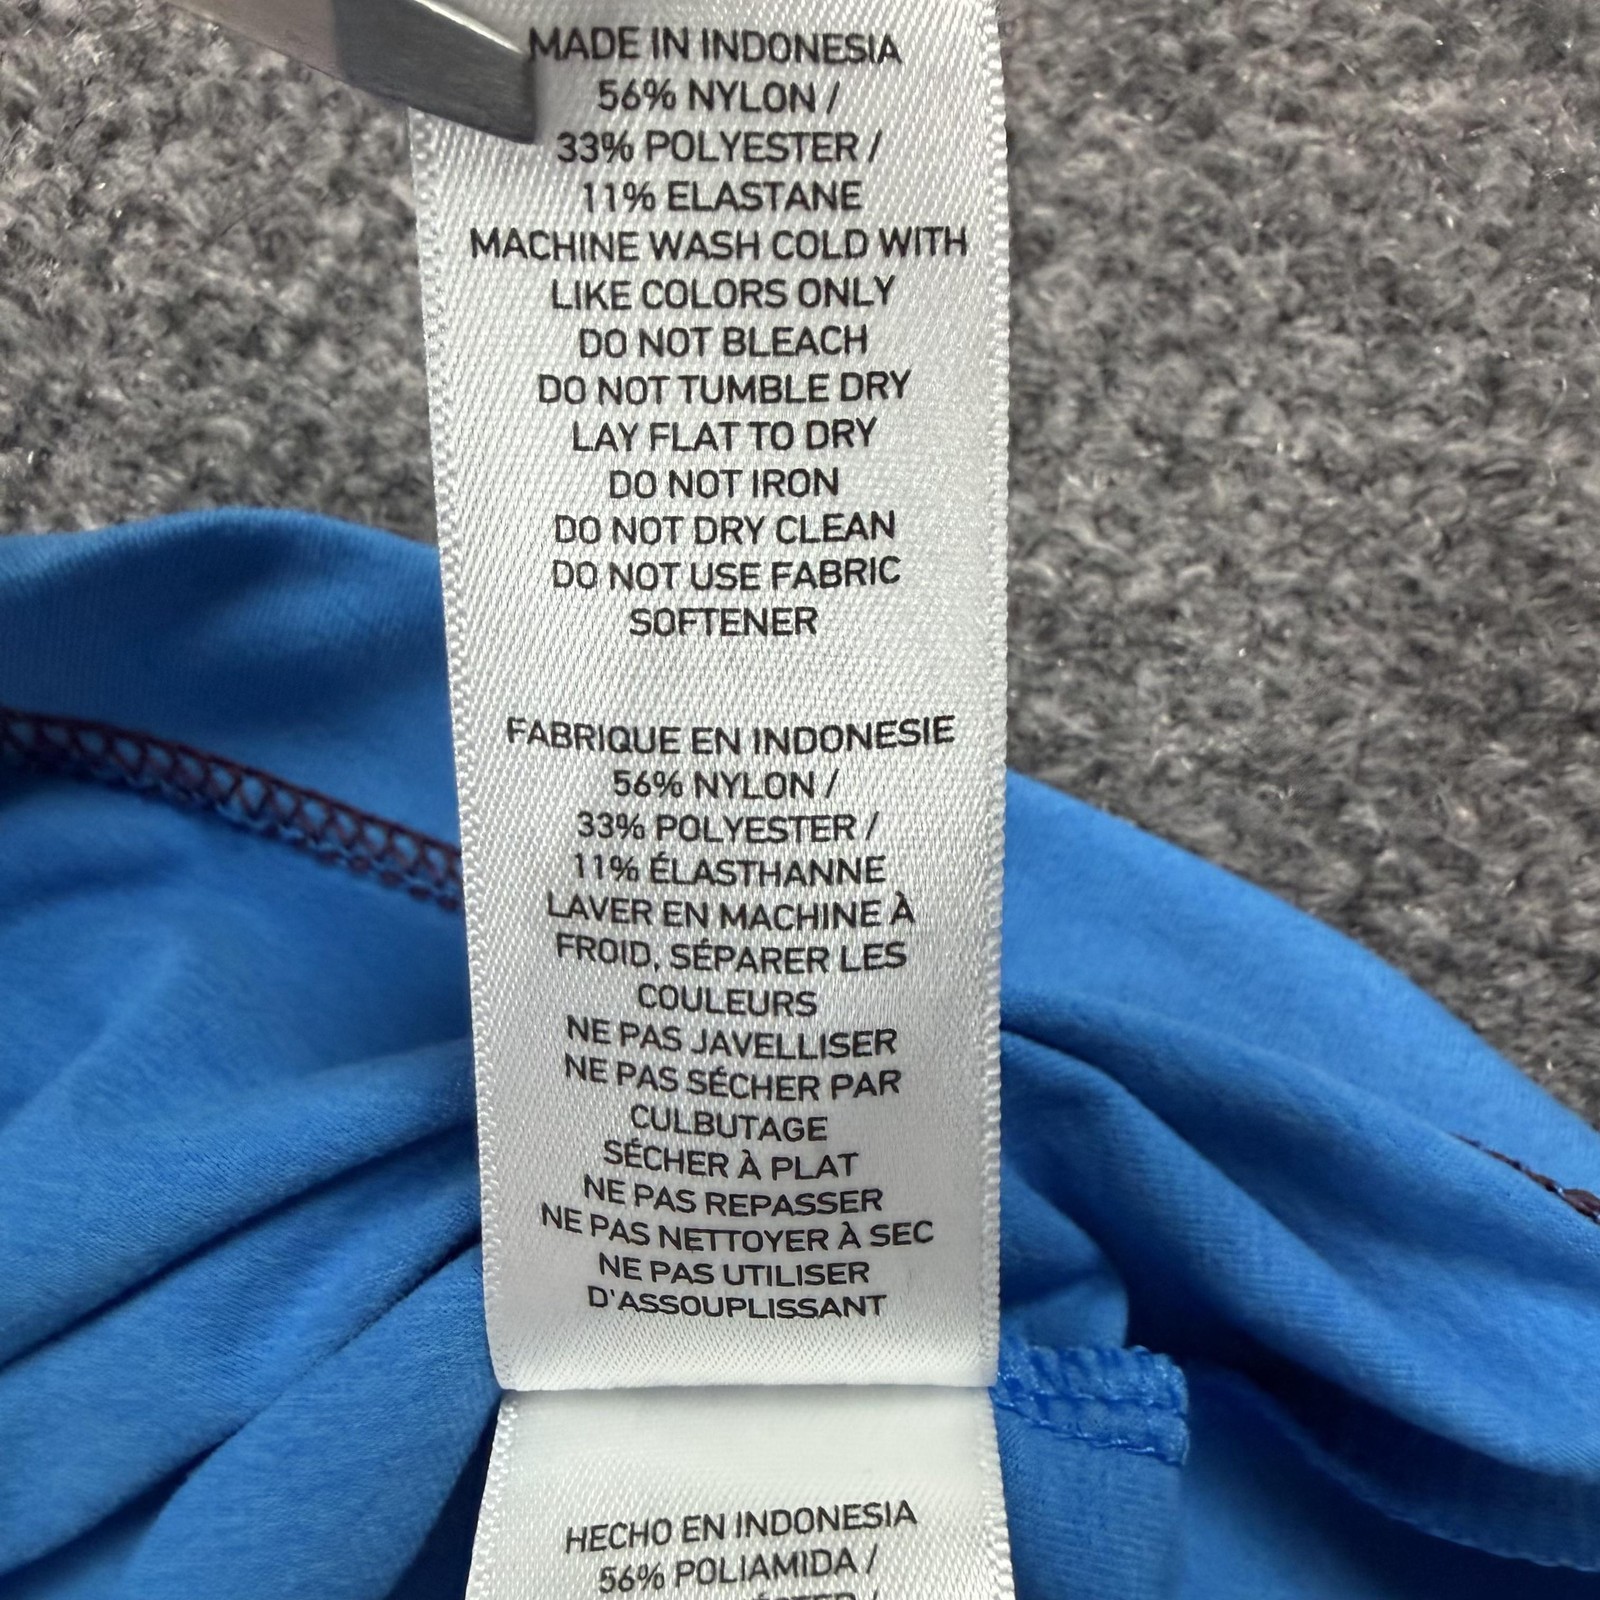 MADE IN INDONESIA
56% NYLON /
33% POLYESTER /
11% ELASTANE
MACHINE WASH COLD WITH
LIKE COLORS ONLY
DO NOT BLEACH
DO NOT TUMBLE DRY
LAY FLAT TO DRY
DO NOT IRON
DO NOT DRY CLEAN
DO NOT USE FABRIC
SOFTENER
FABRIQUE EN INDONESIE
56% NYLON /
33% POLYESTER /
11% ÉLASTHANNE
LAVER EN MACHINE À
FROID, SÉPARER LES
COULEURS
NE PAS JAVELLISER
NE PAS SÉCHER PAR
CULBUTAGE
SÉCHER À PLAT
NE PAS REPASSER
NE PAS NETTOYER À SEC
NE PAS UTILISER
D'ASSOUPLISSANT
HECHO EN INDONESIA
56% POLIAMIDA /